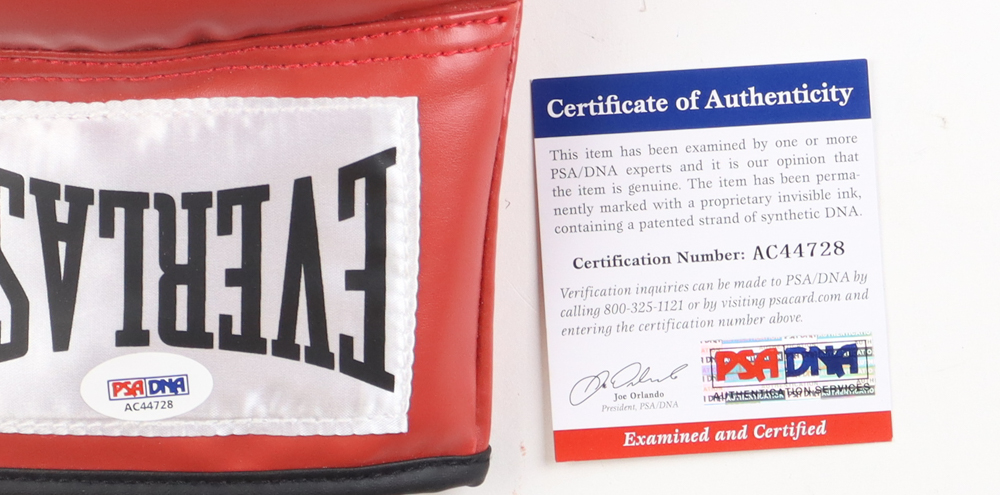 EVERLAS
PSA DNA
AC44728
Certificate of Authenticity
This item has been examined by one or more
PSA/DNA experts and it is our opinion that
the item is genuine. The item has been perma-
nently marked with a proprietary invisible ink,
containing a patented strand of synthetic DNA.
Certification Number: AC44728
Verification inquiries can be made to PSA/DNA by
calling 800-325-1121 or by visiting psacard.com and
entering the certification number above.
Joe Orlando
President, PSA/DNA
PSA DNA
AUTHENTICATION SERVICES
Examined and Certified